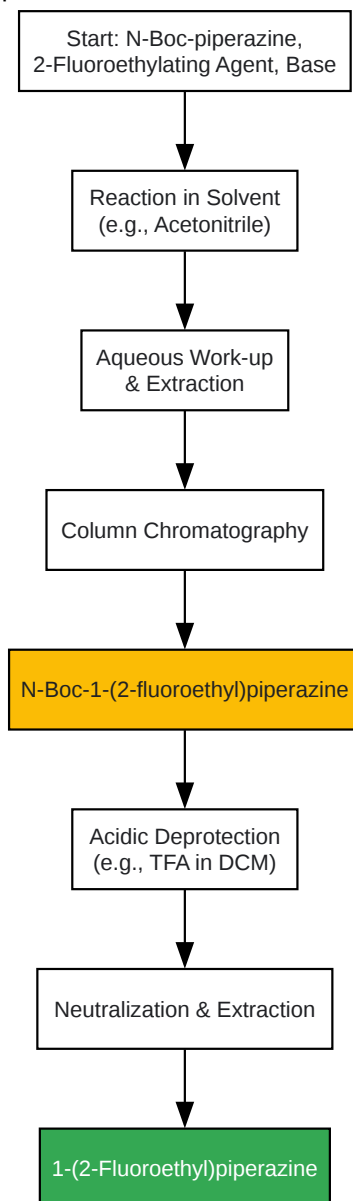 Start: N-Boc-piperazine,
2-Fluoroethylating Agent, Base
Reaction in Solvent
(e.g., Acetonitrile)
Aqueous Work-up
& Extraction
Column Chromatography
N-Boc-1-(2-fluoroethyl)piperazine
Acidic Deprotection
(e.g., TFA in DCM)
Neutralization & Extraction
1-(2-Fluoroethyl)piperazine